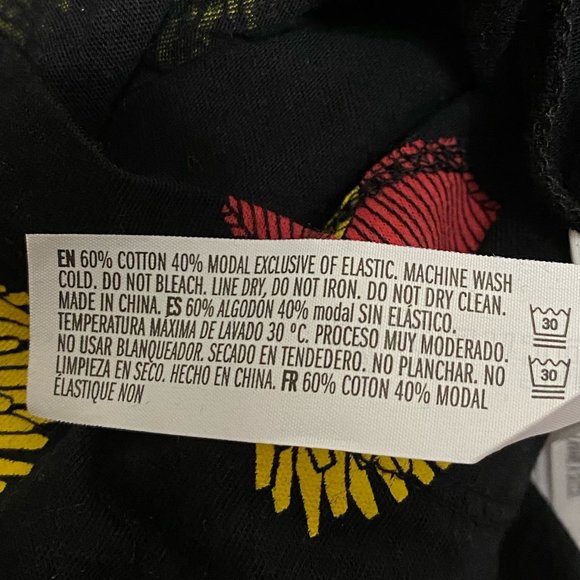 EN 60% COTTON 40% MODAL EXCLUSIVE OF ELASTIC. MACHINE WASH
COLD. DO NOT BLEACH. LINE DRY, DO NOT IRON. DO NOT DRY CLEAN.
MADE IN CHINA. ES 60% ALGODON 40% modal SIN ELÁSTICO.
TEMPERATURA MÁXIMA DE LAVADO 30 ºC. PROCESO MUY MODERADO.
NO USAR BLANQUEADOR. SECADO EN TENDEDERO. NO PLANCHAR. NO
LIMPIEZA EN SECO. HECHO EN CHINA. FR 60% COTON 40% MODAL
ÉLASTIQUE NON
30
30